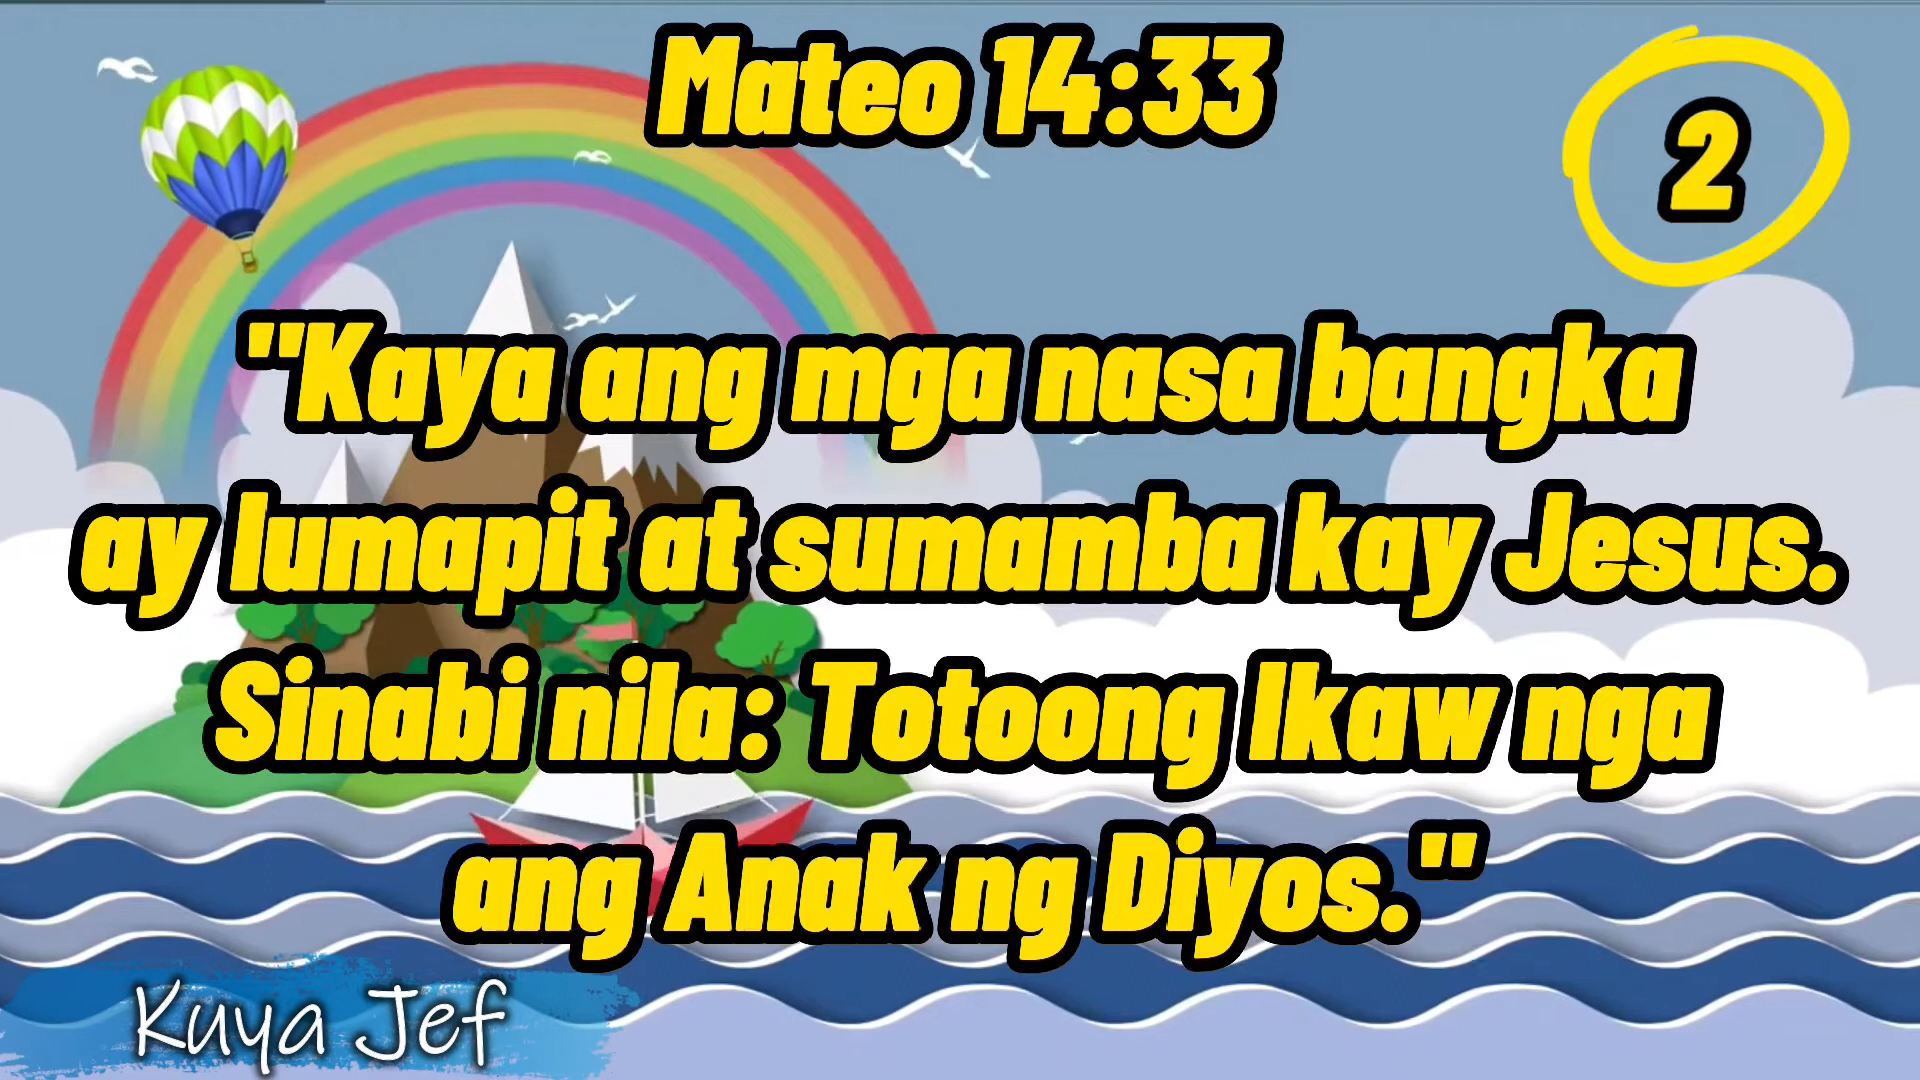 Mateo 14:33
2
"Kaya ang mga nasa bangka
ay lumapit at sumamba kay Jesus.
Sinabi nila: Totoong Ikaw nga
ang Anak ng Diyos."
Kuya Jef